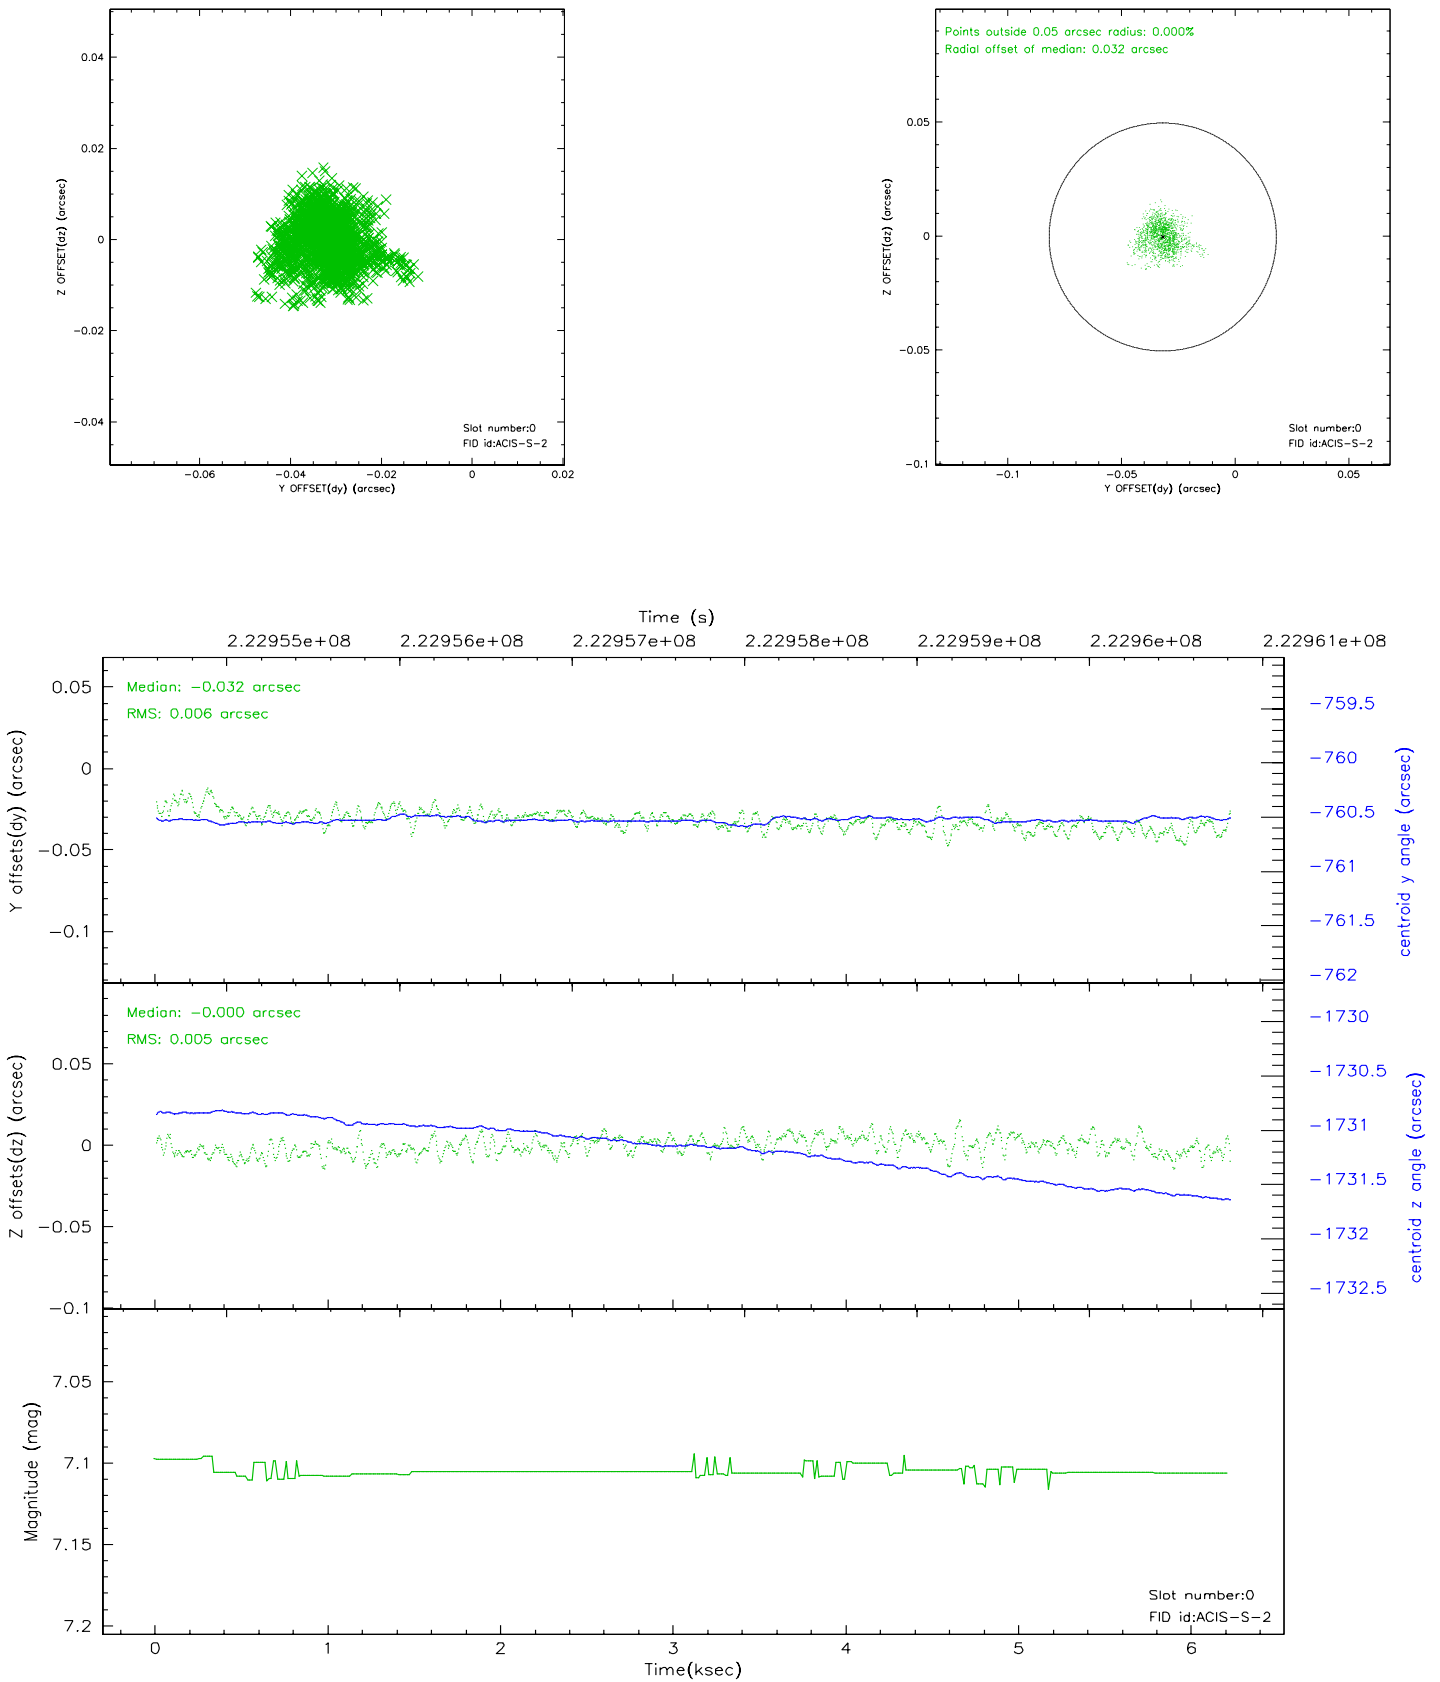 0.04
0.02
0
−0.02
−0.04
Z OFFSET(dz) (arcsec)
Slot number:0
FID id:ACIS−S−2
−0.06
−0.04
−0.02
0
0.02
Y OFFSET(dy) (arcsec)
Points outside 0.05 arcsec radius: 0.000%
Radial offset of median: 0.032 arcsec
0.05
0
−0.05
−0.1
Z OFFSET(dz) (arcsec)
Slot number:0
FID id:ACIS−S−2
−0.1
−0.05
0
0.05
Y OFFSET(dy) (arcsec)
Time (s)
2.22955e+08
2.22956e+08
2.22957e+08
2.22958e+08
2.22959e+08
2.2296e+08
2.22961e+08
Median: −0.032 arcsec
RMS: 0.006 arcsec
0.05
0
−0.05
−0.1
Y offsets(dy) (arcsec)
−759.5
−760
−760.5
−761
−761.5
−762
centroid y angle (arcsec)
Median: −0.000 arcsec
RMS: 0.005 arcsec
0.05
0
−0.05
−0.1
Z offsets(dz) (arcsec)
−1730
−1730.5
−1731
−1731.5
−1732
−1732.5
centroid z angle (arcsec)
7.05
7.1
7.15
7.2
Magnitude (mag)
Slot number:0
FID id:ACIS−S−2
0
1
2
3
4
5
6
Time(ksec)